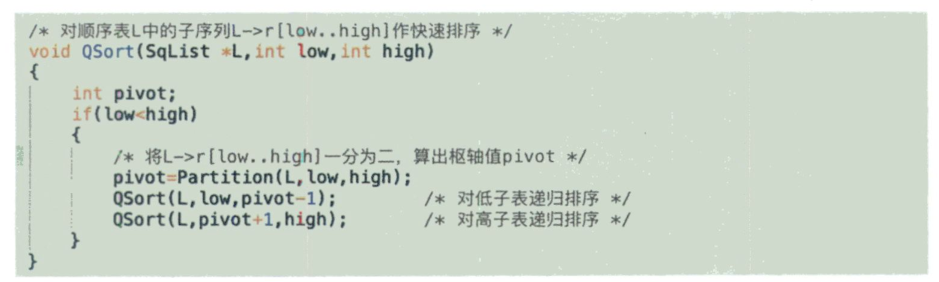 /* 对顺序表L中的子序列L->r[low..high]作快速排序 */
void QSort(SqList *L,int low,int high)
{
    int pivot;
    if(low<high)
    {
        /* 将L->r[low..high]一分为二，算出枢轴值pivot */
        pivot=Partition(L,low,high);
        QSort(L,low,pivot-1);        /* 对低子表递归排序 */
        QSort(L,pivot+1,high);       /* 对高子表递归排序 */
    }
}